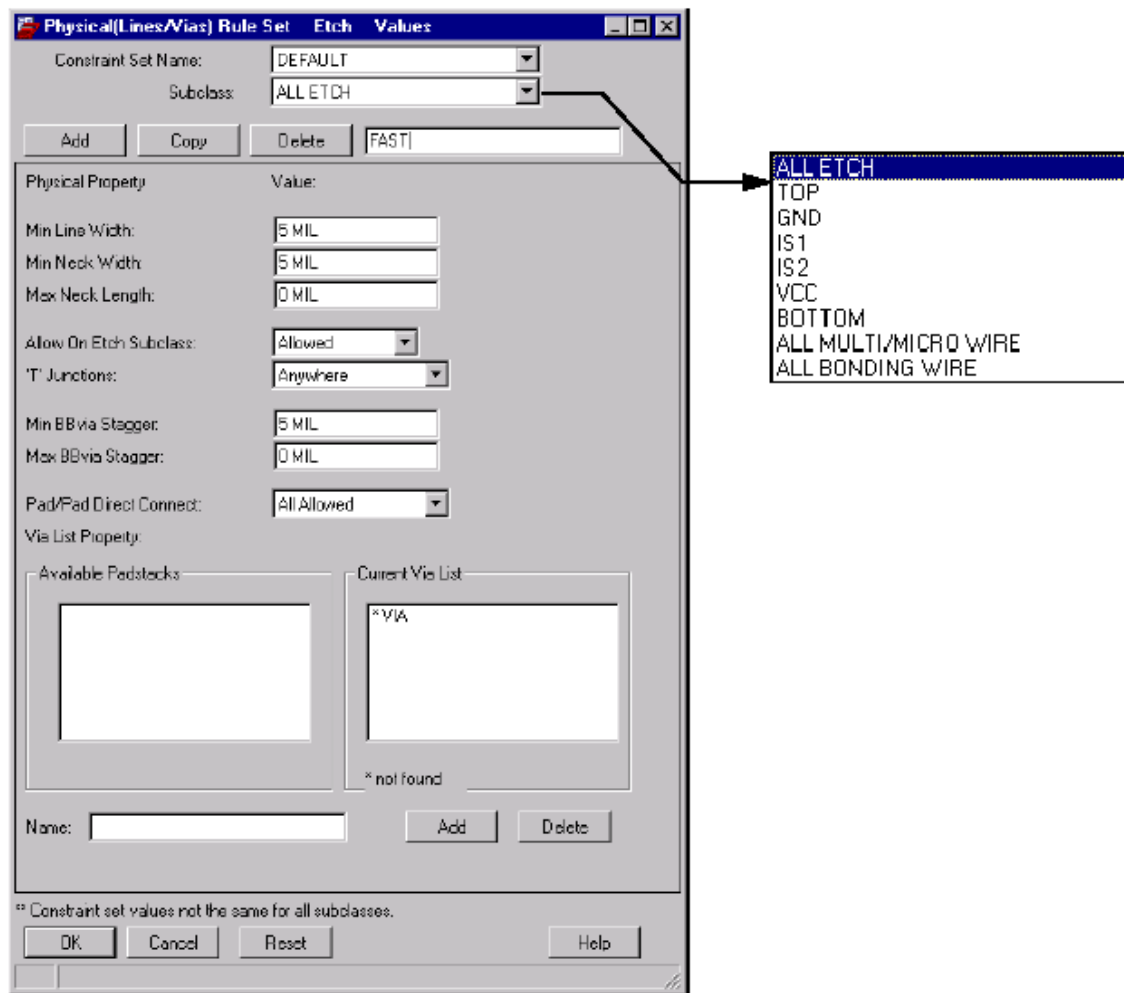 Physical(Lines/Vias) Rule Set Etch Values
Constraint Set Name: DEFAULT
Subclass: ALL ETCH
Add Copy Delete FAST
Physical Property Value:
Min Line Width: 5 MIL
Min Neck Width: 5 MIL
Max Neck Length: 0 MIL
Allow On Etch Subclass: Allowed
'T' Junctions: Anywhere
Min BBvia Stagger: 5 MIL
Max BBvia Stagger: 0 MIL
Pad/Pad Direct Connect: All Allowed
Via List Property:
Available Padstacks Current Via List
* VIA
* not found
Name: Add Delete
** Constraint set values not the same for all subclasses.
OK Cancel Reset Help
ALL ETCH
TOP
GND
IS1
IS2
VCC
BOTTOM
ALL MULTI/MICRO WIRE
ALL BONDING WIRE